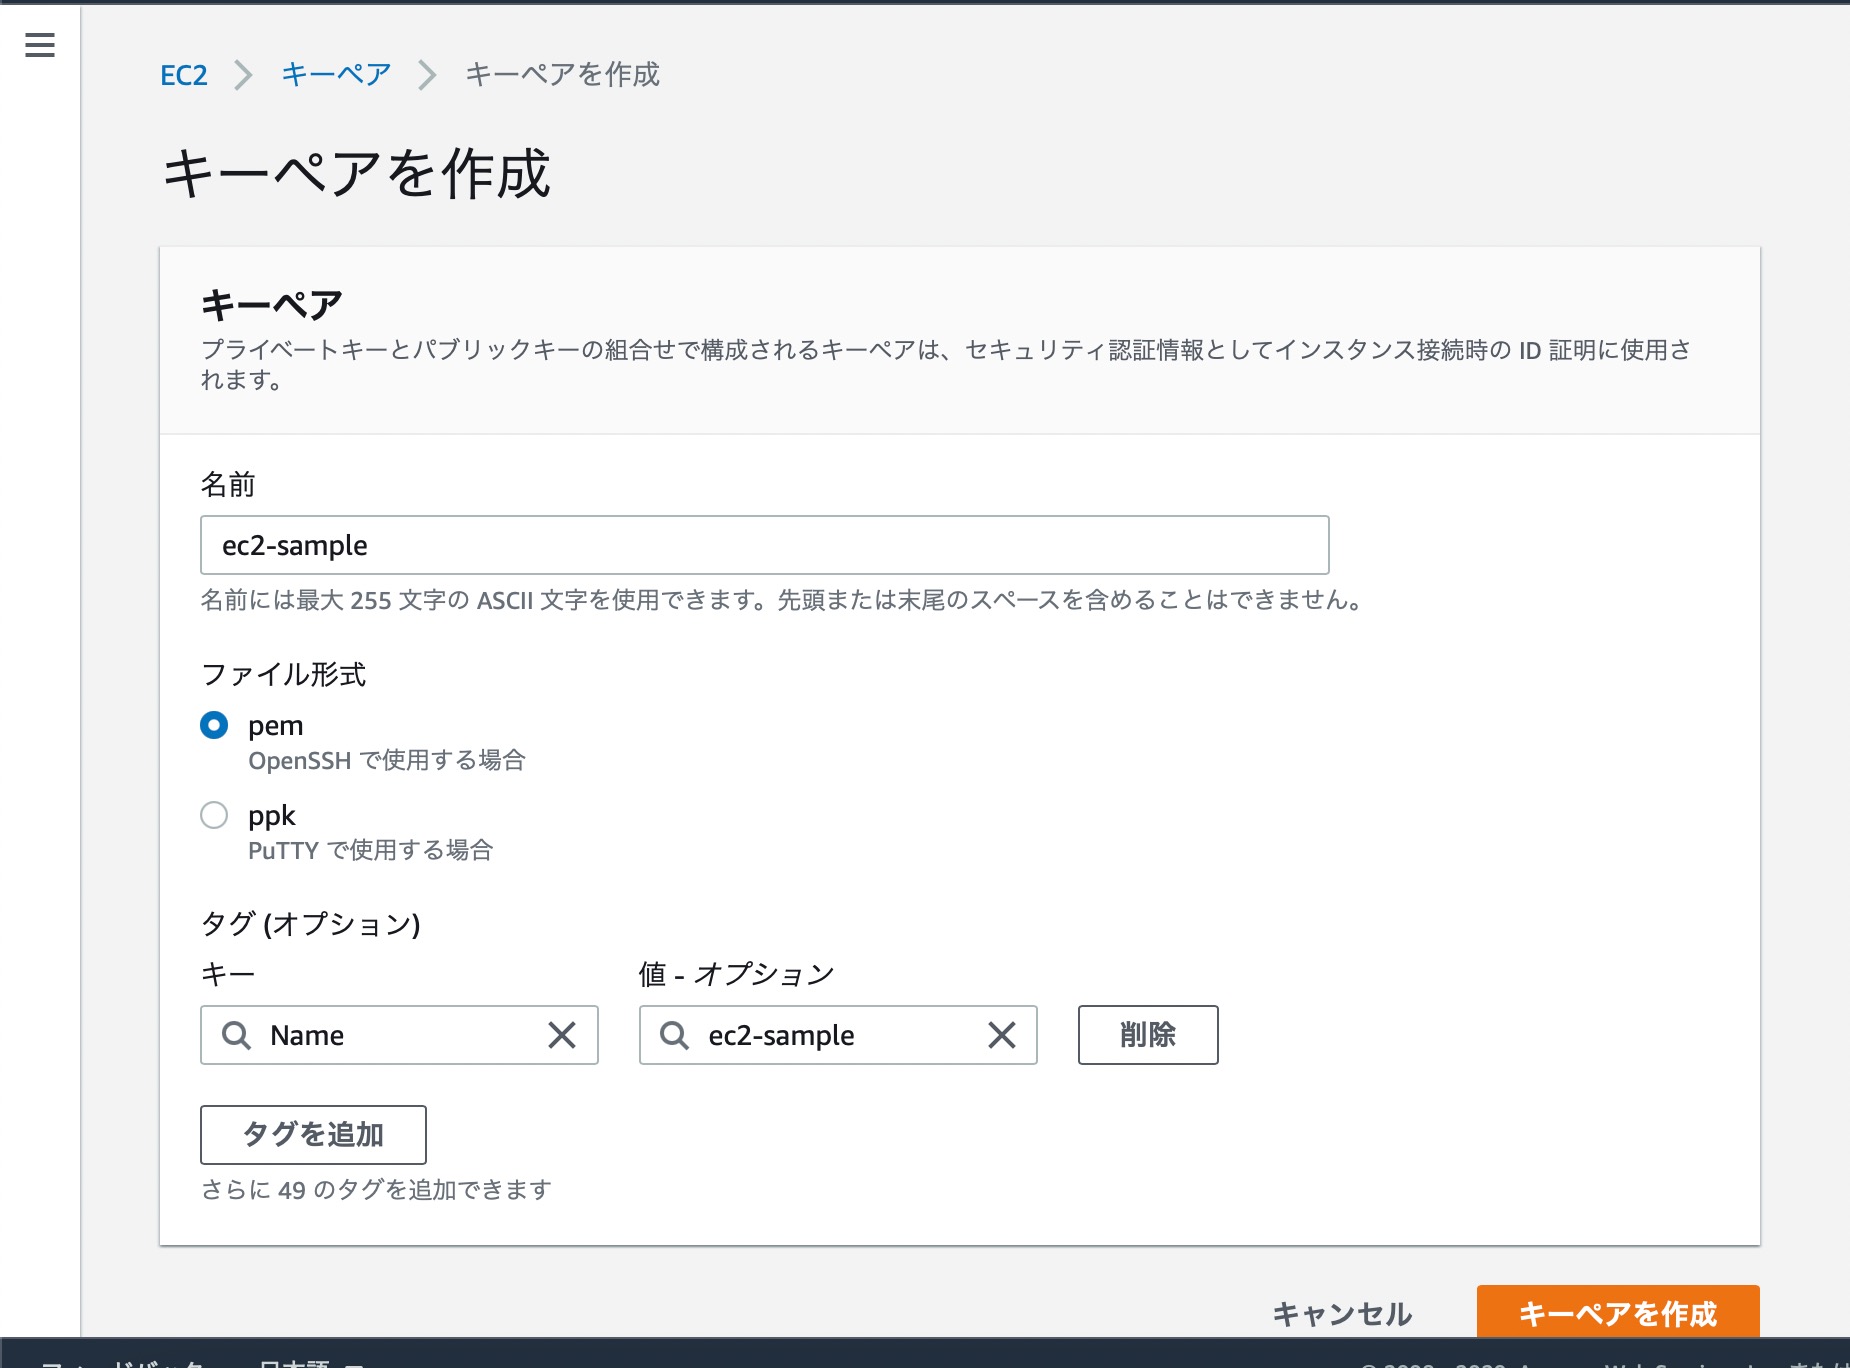 EC2 キーペア キーペアを作成
キーペアを作成
キーペア
プライベートキーとパブリックキーの組合せで構成されるキーペアは、セキュリティ認証情報としてインスタンス接続時の ID 証明に使用さ
れます。
名前
ec2-sample
名前には最大 255 文字の ASCII 文字を使用できます。先頭または末尾のスペースを含めることはできません。
ファイル形式
pem
OpenSSH で使用する場合
ppk
PuTTY で使用する場合
タグ (オプション)
キー 値 - オプション
Name ec2-sample 削除
タグを追加
さらに 49 のタグを追加できます
キャンセル キーペアを作成